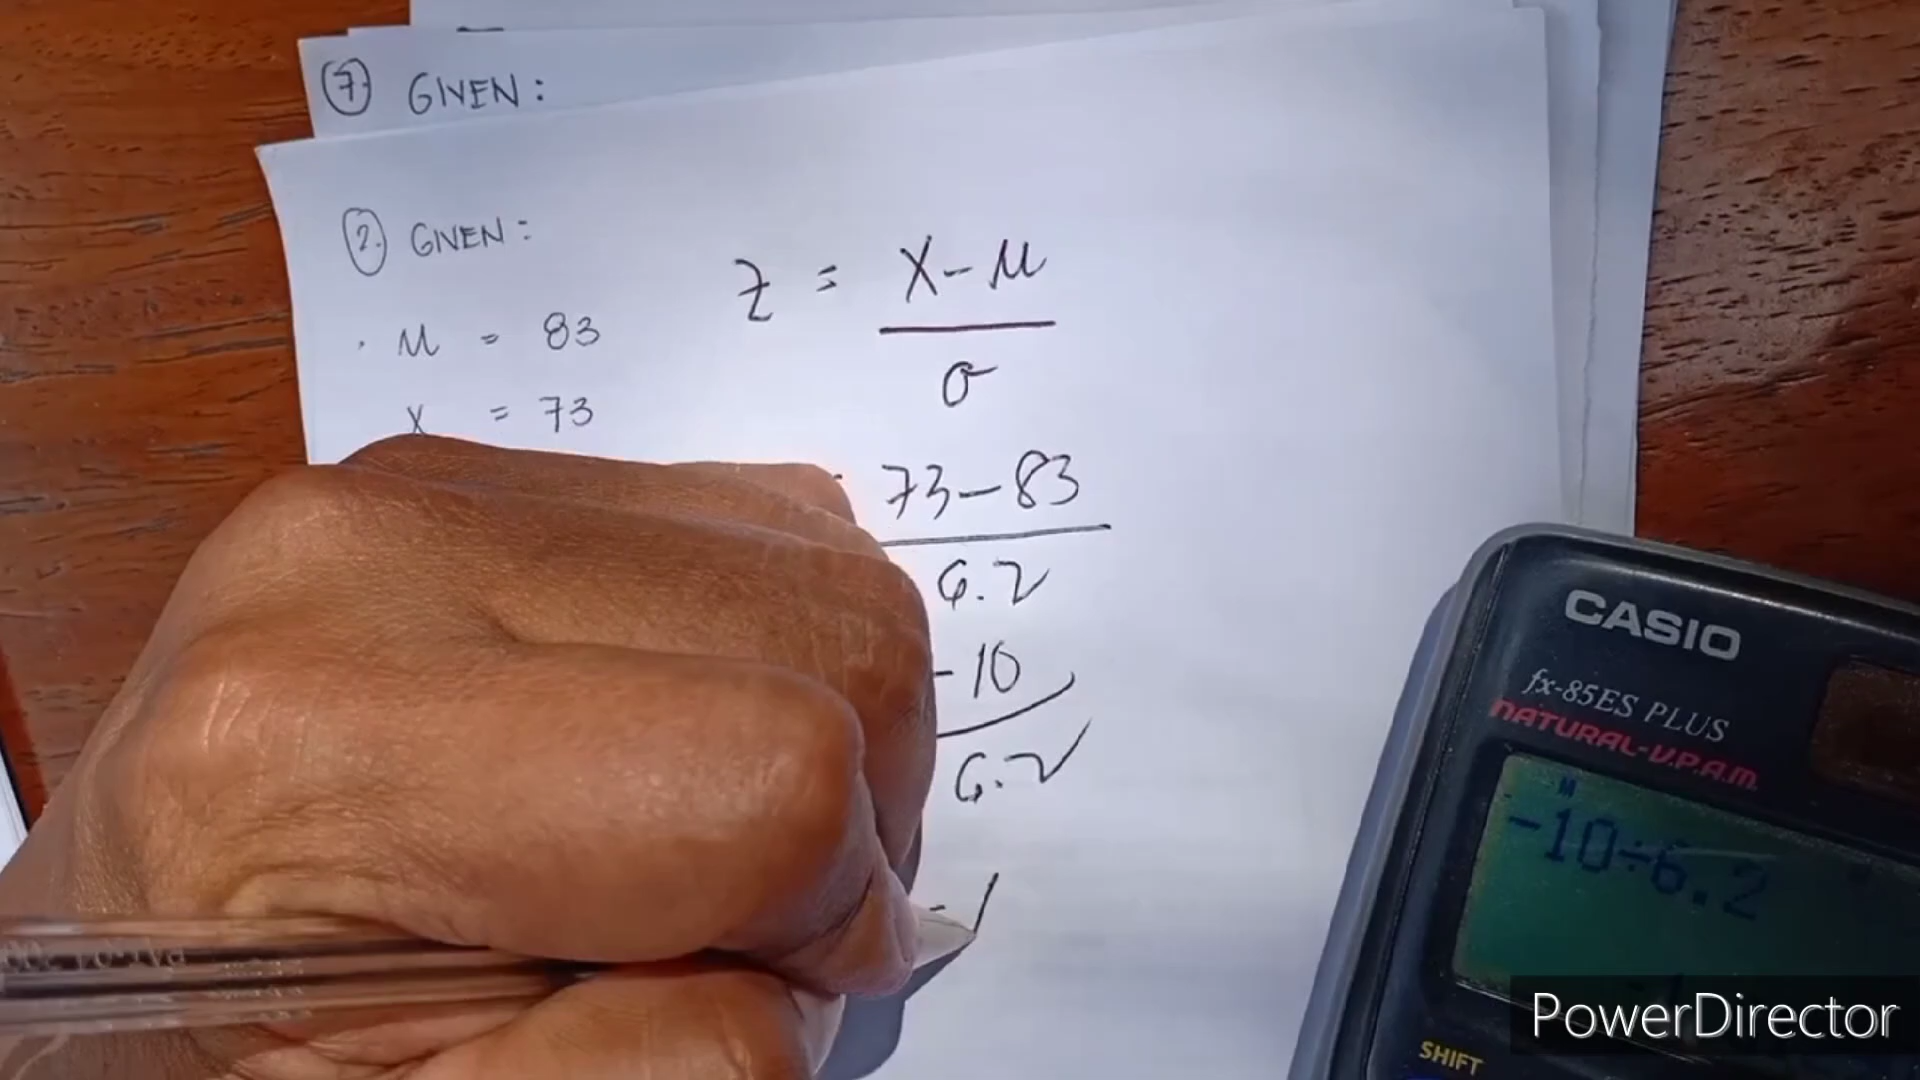 ⑦ GIVEN:
② GIVEN:
μ = 83
X = 73
Z = X - μ
σ
73 - 83
6.2
- 10
6.2
- 1
CASIO
fx-85ES PLUS
NATURAL-V.P.A.M.
-10÷6.2
SHIFT
PowerDirector